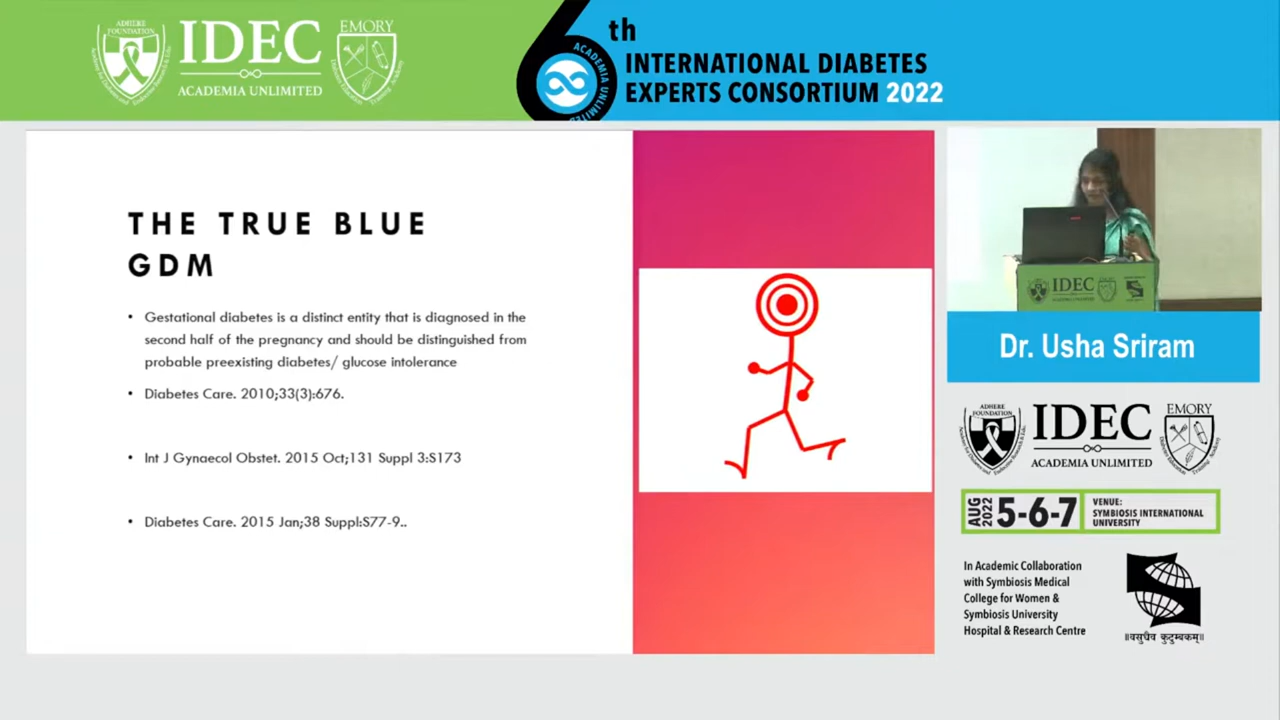 ADHERE
FOUNDATION
IDEC
ACADEMIA UNLIMITED
EMORY
6th
ACADEMIA UNLIMITED
INTERNATIONAL DIABETES
EXPERTS CONSORTIUM 2022
THE TRUE BLUE
GDM
• Gestational diabetes is a distinct entity that is diagnosed in the
second half of the pregnancy and should be distinguished from
probable preexisting diabetes/ glucose intolerance
• Diabetes Care. 2010;33(3):676.
• Int J Gynaecol Obstet. 2015 Oct;131 Suppl 3:S173
• Diabetes Care. 2015 Jan;38 Suppl:S77-9..
IDEC
Dr. Usha Sriram
ADHERE
FOUNDATION
IDEC
ACADEMIA UNLIMITED
EMORY
AUG
2022
5-6-7
VENUE:
SYMBIOSIS INTERNATIONAL
UNIVERSITY
In Academic Collaboration
with Symbiosis Medical
College for Women &
Symbiosis University
Hospital & Research Centre
॥वसुधैव कुटुम्बकम्॥